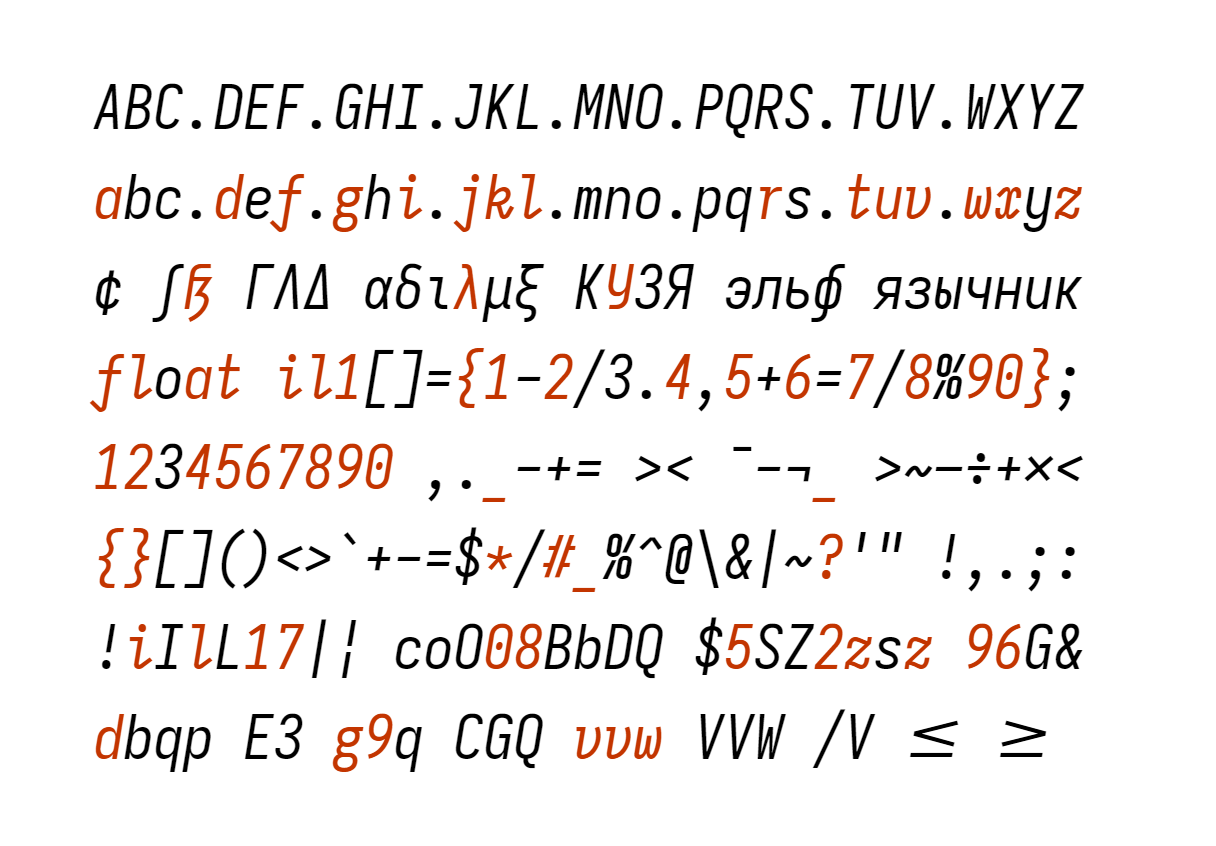 ABC.DEF.GHI.JKL.MNO.PQRS.TUV.WXYZ
abc.def.ghi.jkl.mno.pqrs.tuv.wxyz
¢ ʃɮ ΓΛΔ αδιλμξ КУЗЯ эльф язычник
float il1[]={1-2/3.4,5+6=7/8%90};
1234567890 ,._-+= >< ¯-¬_ >~–÷+×<
{}[]()<>`+-=$*/#_%^@\&|~?'" !,.;:
!iIlL17|¦ coO08BbDQ $5SZ2zsz 96G&
dbqp E3 g9q CGQ vvw VVW /V ≤ ≥